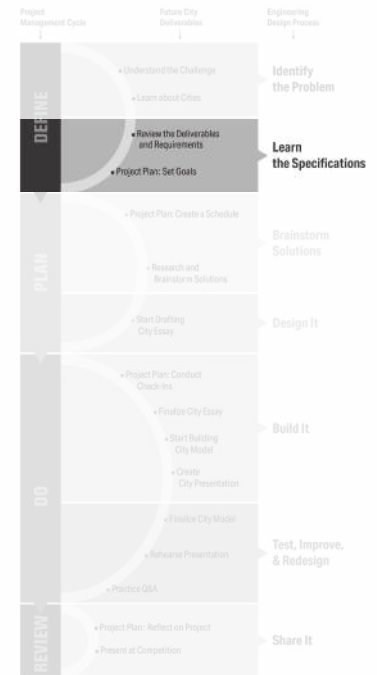 Project
Management Cycle
Future City
Deliverables
Engineering
Design Process
DEFINE
• Understand the Challenge
• Learn about Cities
Identify
the Problem
• Review the Deliverables
and Requirements
• Project Plan: Set Goals
Learn
the Specifications
PLAN
• Project Plan: Create a Schedule
• Research and
Brainstorm Solutions
Brainstorm
Solutions
• Start Drafting
City Essay
Design It
DO
• Project Plan: Conduct
Check-ins
• Finalize City Essay
• Start Building
City Model
• Create
City Presentation
Build It
• Finalize City Model
• Rehearse Presentation
• Practice Q&A
Test, Improve,
& Redesign
REVIEW
• Project Plan: Reflect on Project
• Present at Competition
Share It